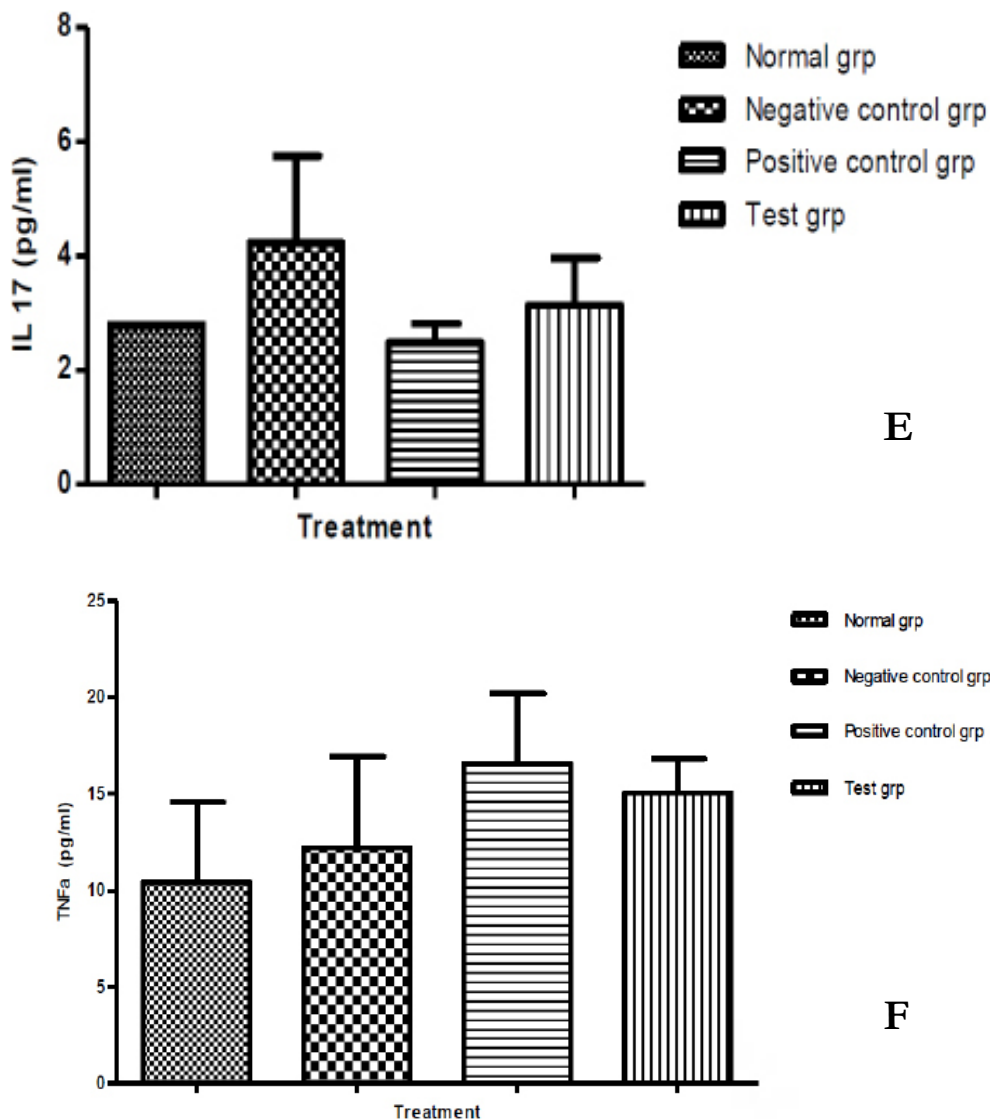 8
6
4
2
0
IL 17 (pg/ml)
Treatment
Normal grp
Negative control grp
Positive control grp
Test grp
E
25
20
15
10
5
0
TNFa (pg/ml)
Treatment
Normal grp
Negative control grp
Positive control grp
Test grp
F